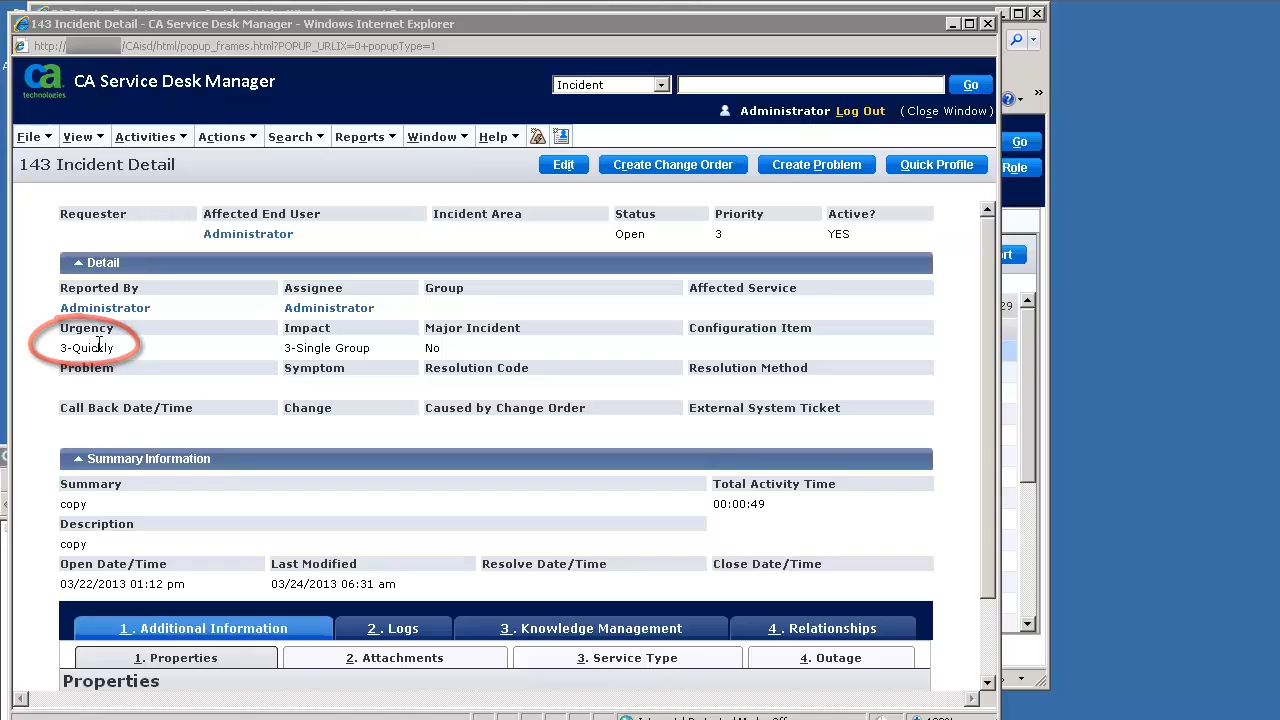 143 Incident Detail - CA Service Desk Manager - Windows Internet Explorer
http:// /CAisd/html/popup_frames.html?POPUPURLIX=0+popupType=1
ca technologies CA Service Desk Manager Incident Go
Administrator Log Out (Close Window)
File View Activities Actions Search Reports Window Help
143 Incident Detail Edit Create Change Order Create Problem Quick Profile
Go
Role
Requester Affected End User Incident Area Status Priority Active?
Administrator Open 3 YES
Detail
Reported By Assignee Group Affected Service
Administrator Administrator
Urgency Impact Major Incident Configuration Item
3-Quickly 3-Single Group No
Problem Symptom Resolution Code Resolution Method
Call Back Date/Time Change Caused by Change Order External System Ticket
Summary Information
Summary Total Activity Time
copy 00:00:49
Description
copy
Open Date/Time Last Modified Resolve Date/Time Close Date/Time
03/22/2013 01:12 pm 03/24/2013 06:31 am
1. Additional Information 2. Logs 3. Knowledge Management 4. Relationships
1. Properties 2. Attachments 3. Service Type 4. Outage
Properties